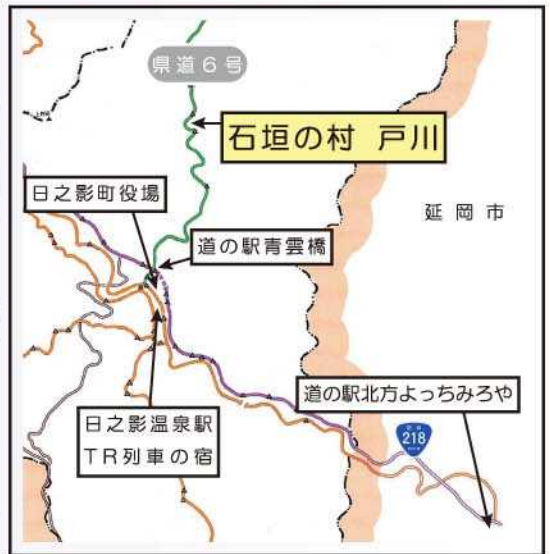 県道6号
石垣の村 戸川
日之影町役場
延岡市
道の駅青雲橋
道の駅北方よっちみろや
日之影温泉駅
TR列車の宿
218